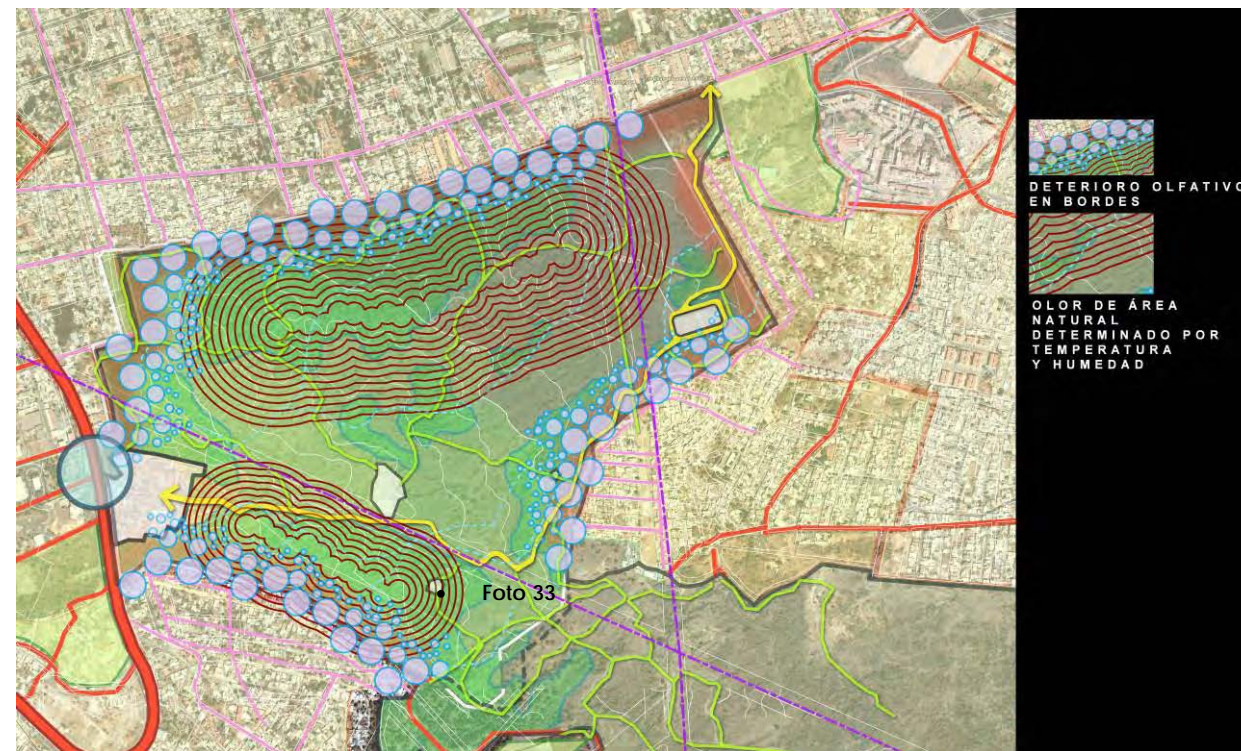 DETERIORO OLFATIVO
EN BORDES
OLOR DE ÁREA
NATURAL
DETERMINADO POR
TEMPERATURA
Y HUMEDAD
Foto 33